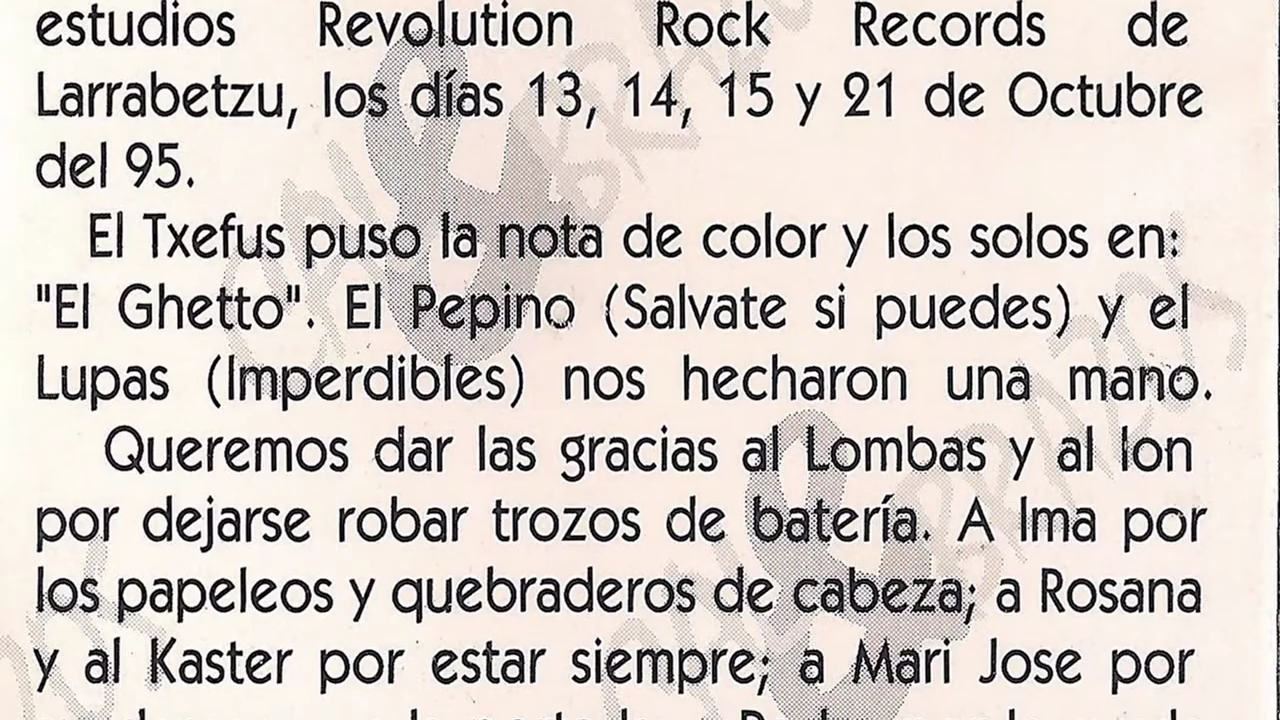 estudios Revolution Rock Records de
Larrabetzu, los días 13, 14, 15 y 21 de Octubre
del 95.
El Txefus puso la nota de color y los solos en:
"El Ghetto". El Pepino (Salvate si puedes) y el
Lupas (Imperdibles) nos hecharon una mano.
Queremos dar las gracias al Lombas y al Ion
por dejarse robar trozos de batería. A Ima por
los papeleos y quebraderos de cabeza; a Rosana
y al Kaster por estar siempre; a Mari Jose por